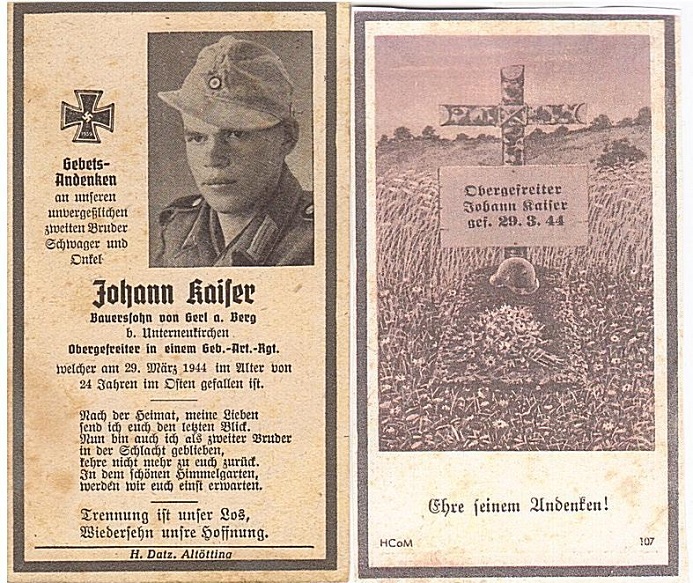 Gebets-
Andenken
an unseren
unvergeßlichen
zweiten Bruder
Schwager und
Onkel
Johann Kaiser
Bauerssohn von Gerl a. Berg
b. Unterneukirchen
Obergefreiter in einem Geb.-Art.-Rgt.
welcher am 29. März 1944 im Alter von
24 Jahren im Osten gefallen ist.
Nach der Heimat, meine Lieben
send ich euch den letzten Blick.
Nun bin auch ich als zweiter Bruder
in der Schlacht geblieben,
kehre nicht mehr zu euch zurück.
In dem schönen Himmelgarten,
werden wir euch einst erwarten.
Trennung ist unser Los,
Wiedersehn unsre Hoffnung.
H. Datz, Altötting
Obergefreiter
Johann Kaiser
gef. 29. 3. 44
Ehre seinem Andenken!
HCoM 107